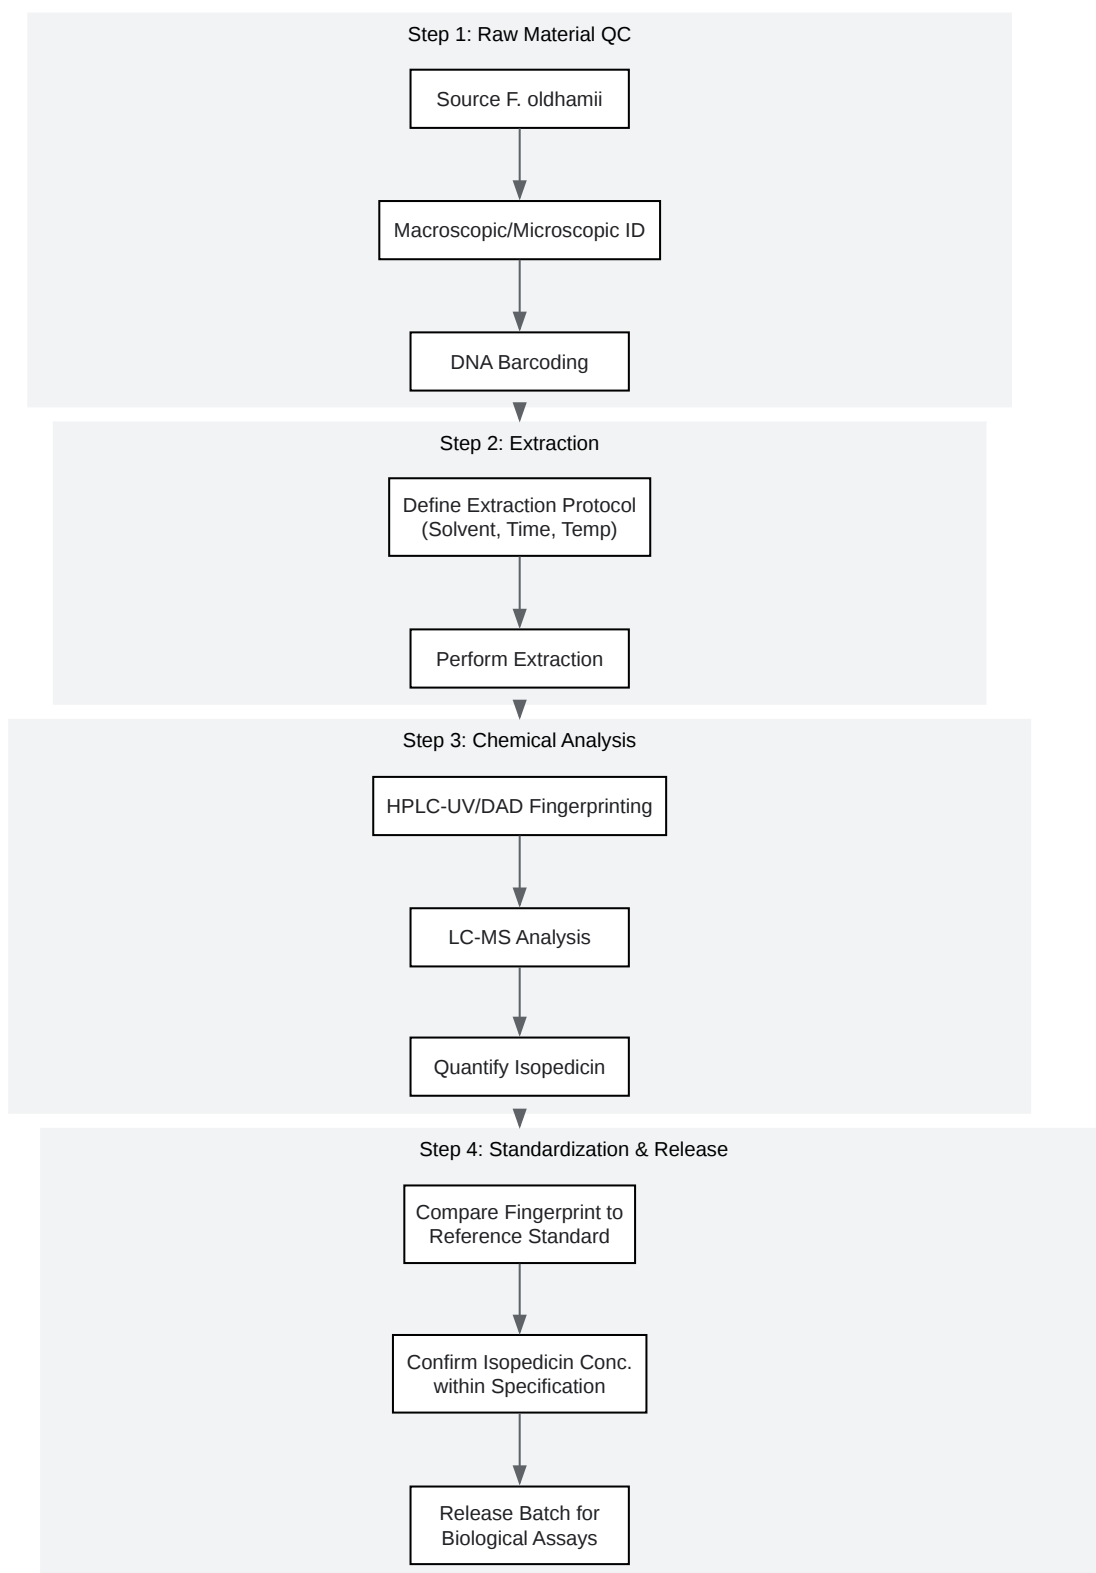 Step 1: Raw Material QC
Source F. oldhamii
Macroscopic/Microscopic ID
DNA Barcoding
Step 2: Extraction
Define Extraction Protocol
(Solvent, Time, Temp)
Perform Extraction
Step 3: Chemical Analysis
HPLC-UV/DAD Fingerprinting
LC-MS Analysis
Quantify Isopedicin
Step 4: Standardization & Release
Compare Fingerprint to
Reference Standard
Confirm Isopedicin Conc.
within Specification
Release Batch for
Biological Assays